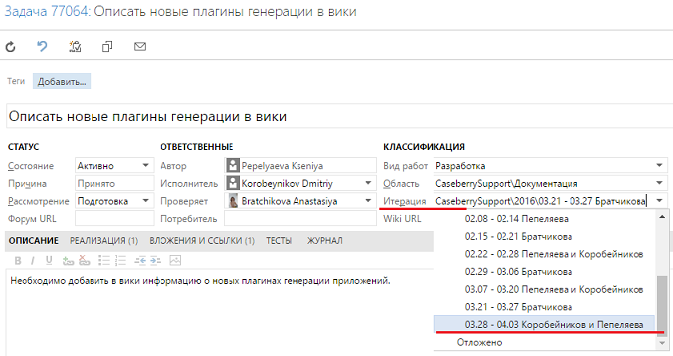 Задача 77064: Описать новые плагины генерации в вики
Теги Добавить...
Описать новые плагины генерации в вики
СТАТУС ОТВЕТСТВЕННЫЕ КЛАССИФИКАЦИЯ
Состояние Активно Автор Pepelyaeva Kseniya Вид работ Разработка
Причина Принято Исполнитель Korobeynikov Dmitriy Область CaseberrySupport\Документация
Рассмотрение Подготовка Проверяет Bratchikova Anastasiya Итерация CaseberrySupport\2016\03.21 - 03.27 Братчикова
Форум URL Потребитель Wiki URL
02.08 - 02.14 Пепеляева
02.15 - 02.21 Братчикова
02.22 - 02.28 Пепеляева и Коробейников
02.29 - 03.06 Братчикова
03.07 - 03.20 Пепеляева и Коробейников
03.21 - 03.27 Братчикова
03.28 - 04.03 Коробейников и Пепеляева
Отложено
ОПИСАНИЕ РЕАЛИЗАЦИЯ (1) ВЛОЖЕНИЯ И ССЫЛКИ (1) ТЕСТЫ ЖУРНАЛ
B I U
Необходимо добавить в вики информацию о новых плагинах генерации приложений.